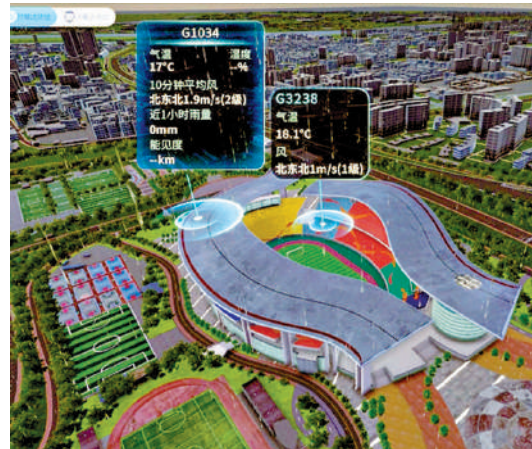 G1034
气温 湿度
17°C --%
10分钟平均风
北东北1.9m/s(2级)
近1小时雨量
0mm
能见度
--km
G3238
气温
18.1°C
风
北东北1m/s(1级)